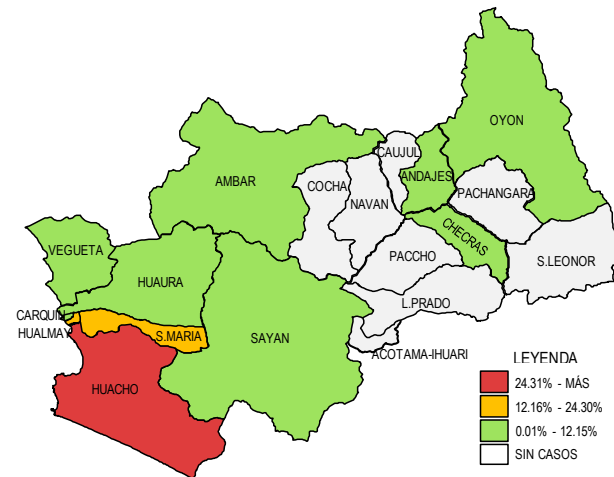 OYON
CAUJUL
ANDAJES
AMBAR
COCHA
NAVAN
PACHANGARA
CHECRAS
VEGUETA
PACCHO
S.LEONOR
HUAURA
L.PRADO
CARQUIN
HUALMAY
S.MARIA
SAYAN
ACOTAMA-IHUARI
HUACHO
LEYENDA
24.31% - MÁS
12.16% - 24.30%
0.01% - 12.15%
SIN CASOS